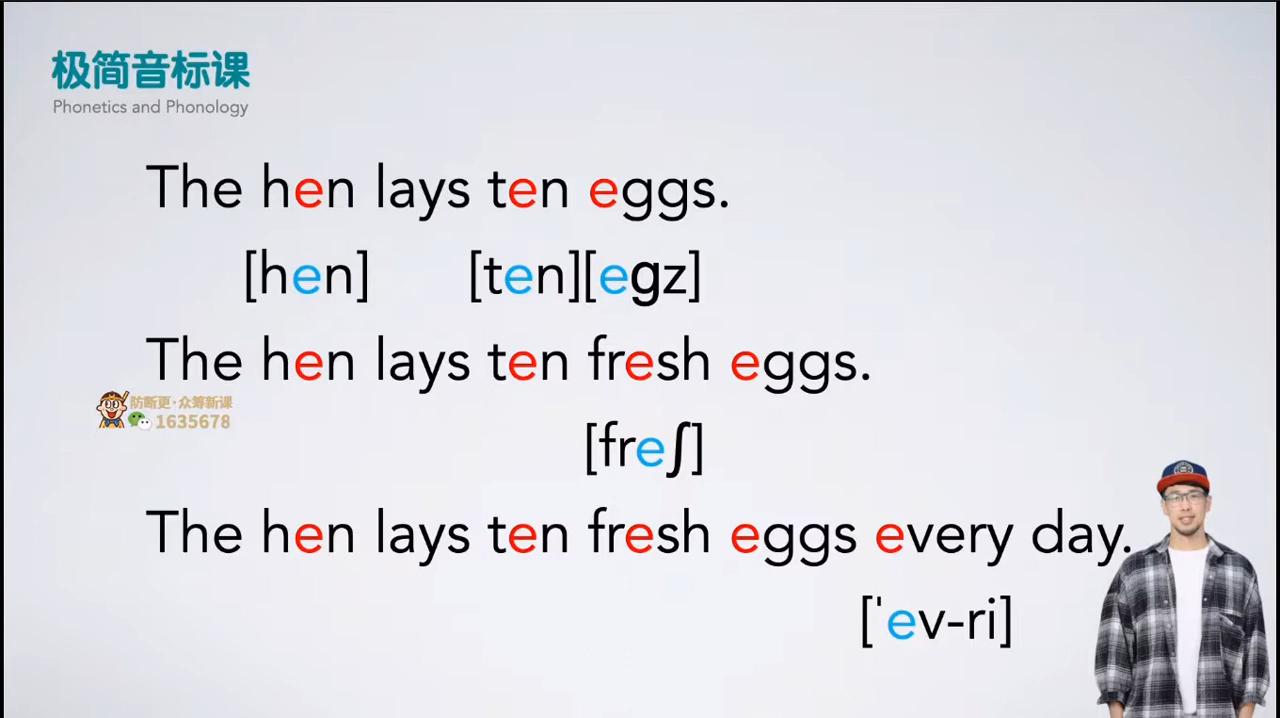 极简音标课
Phonetics and Phonology
The hen lays ten eggs.
[hen] [ten][egz]
The hen lays ten fresh eggs.
防断更·众筹新课
1635678
[freʃ]
The hen lays ten fresh eggs every day.
[ˈev-ri]